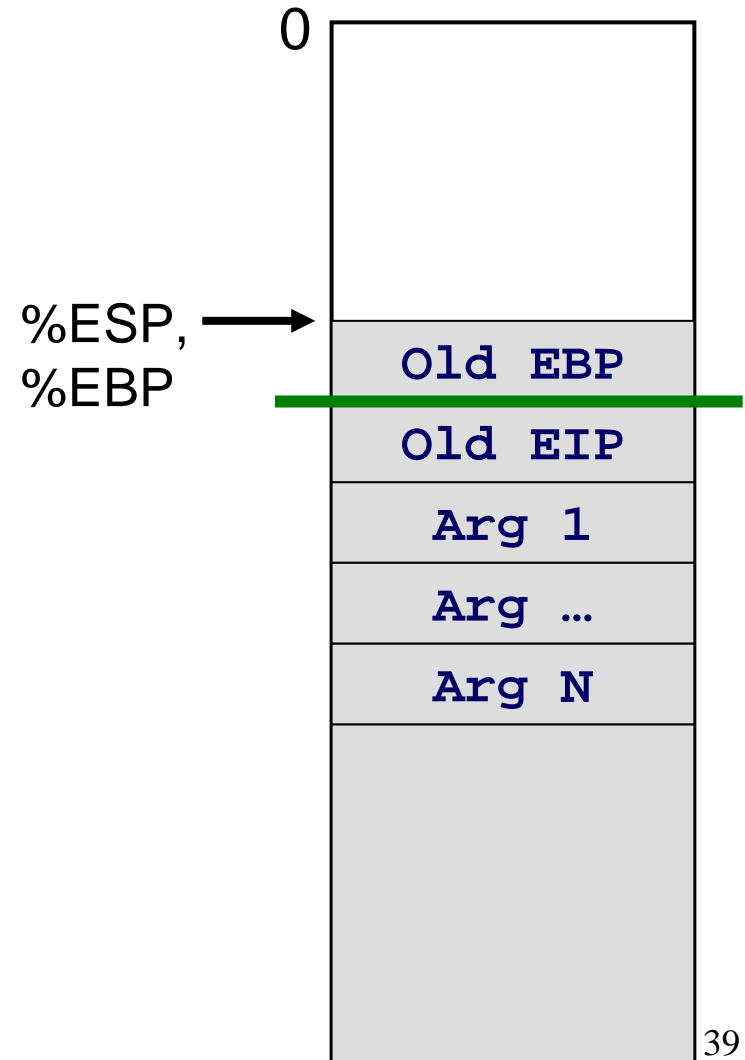 0
%ESP,
%EBP
Old EBP
Old EIP
Arg 1
Arg …
Arg N
39